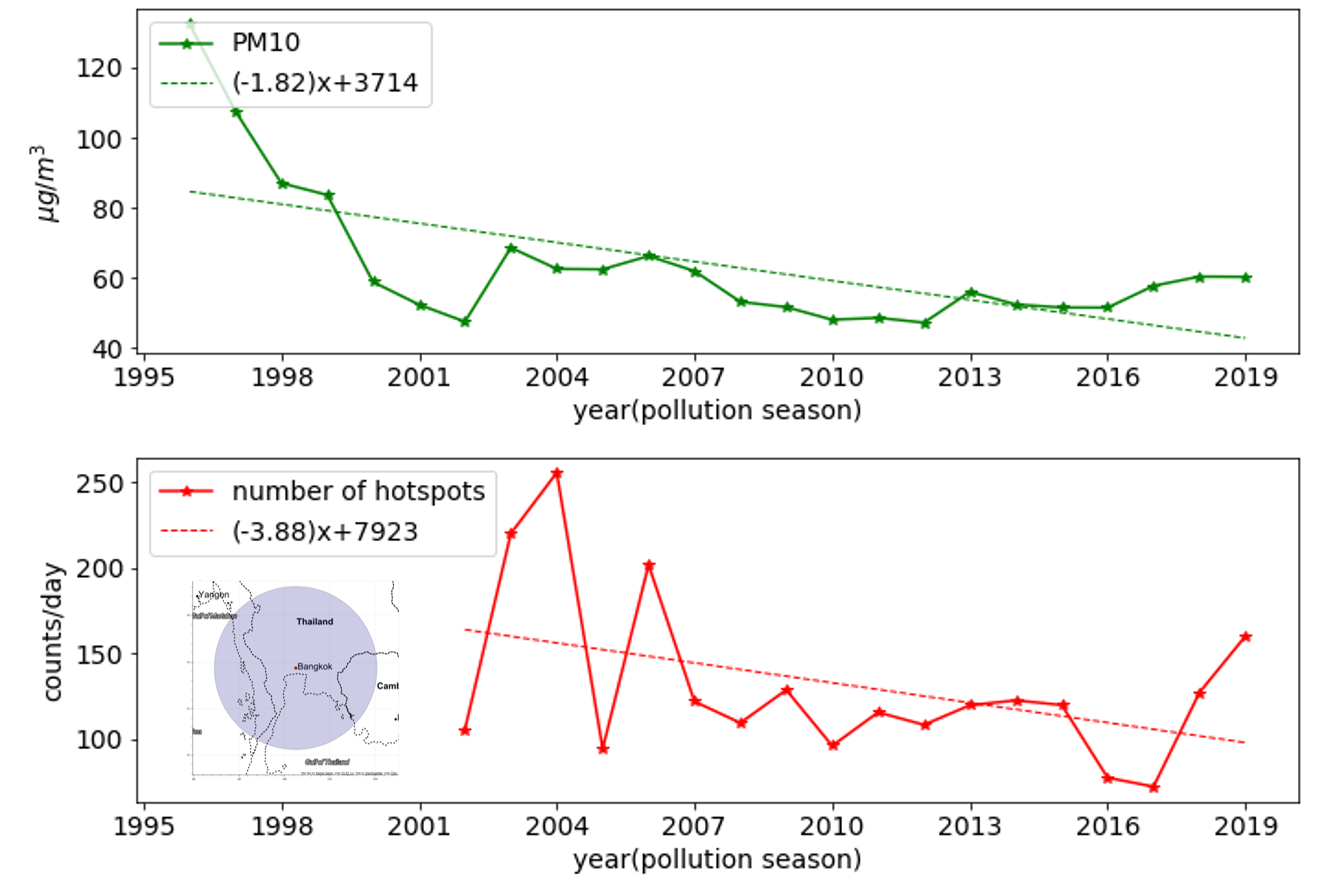 PM10
(-1.82)x+3714
120
100
80
60
40
μg/m³
1995 1998 2001 2004 2007 2010 2013 2016 2019
year(pollution season)
number of hotspots
(-3.88)x+7923
250
200
150
100
counts/day
Yangon
Thailand
Bangkok
Gulf of Thailand
1995 1998 2001 2004 2007 2010 2013 2016 2019
year(pollution season)